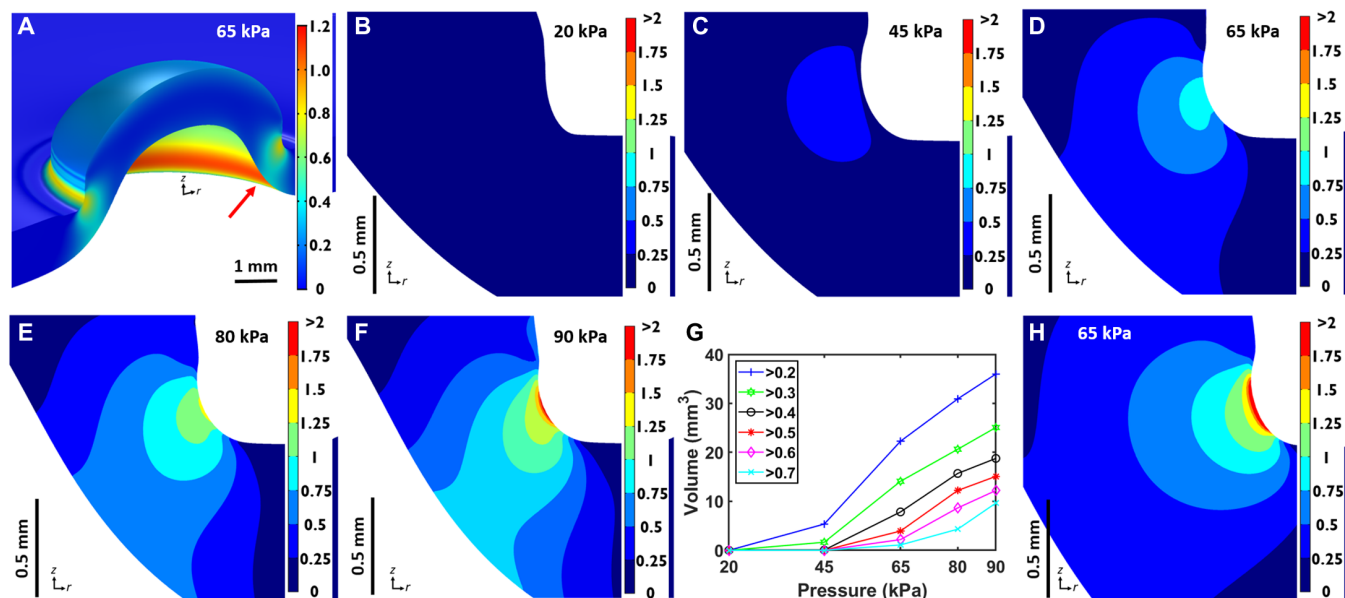 A
65 kPa
1.2
1.0
0.8
0.6
0.4
0.2
0
z
r
1 mm
B
20 kPa
>2
1.75
1.5
1.25
1
0.75
0.5
0.25
0
0.5 mm
z
r
C
45 kPa
>2
1.75
1.5
1.25
1
0.75
0.5
0.25
0
0.5 mm
z
r
D
65 kPa
>2
1.75
1.5
1.25
1
0.75
0.5
0.25
0
0.5 mm
z
r
E
80 kPa
>2
1.75
1.5
1.25
1
0.75
0.5
0.25
0
0.5 mm
z
r
F
90 kPa
>2
1.75
1.5
1.25
1
0.75
0.5
0.25
0
0.5 mm
z
r
G
40
30
20
10
0
Volume (mm³)
>0.2
>0.3
>0.4
>0.5
>0.6
>0.7
20 45 65 80 90
Pressure (kPa)
H
65 kPa
>2
1.75
1.5
1.25
1
0.75
0.5
0.25
0
0.5 mm
z
r